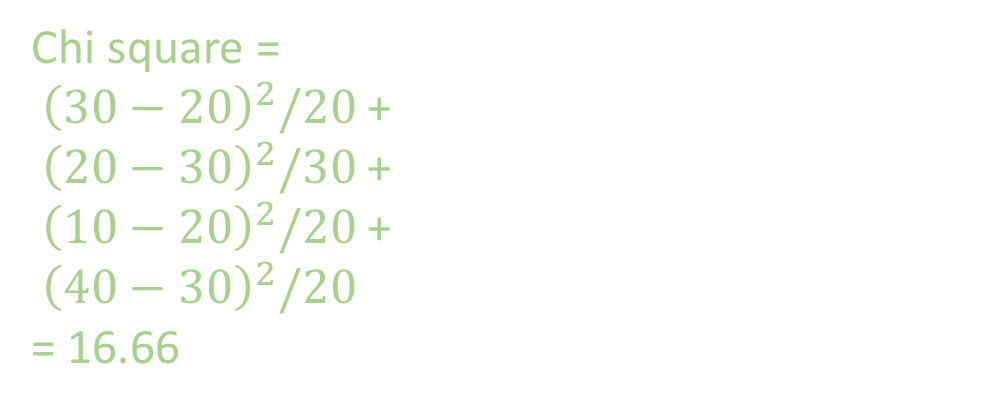 Chi square =
(30 − 20)²/20 +
(20 − 30)²/30 +
(10 − 20)²/20 +
(40 − 30)²/20
= 16.66